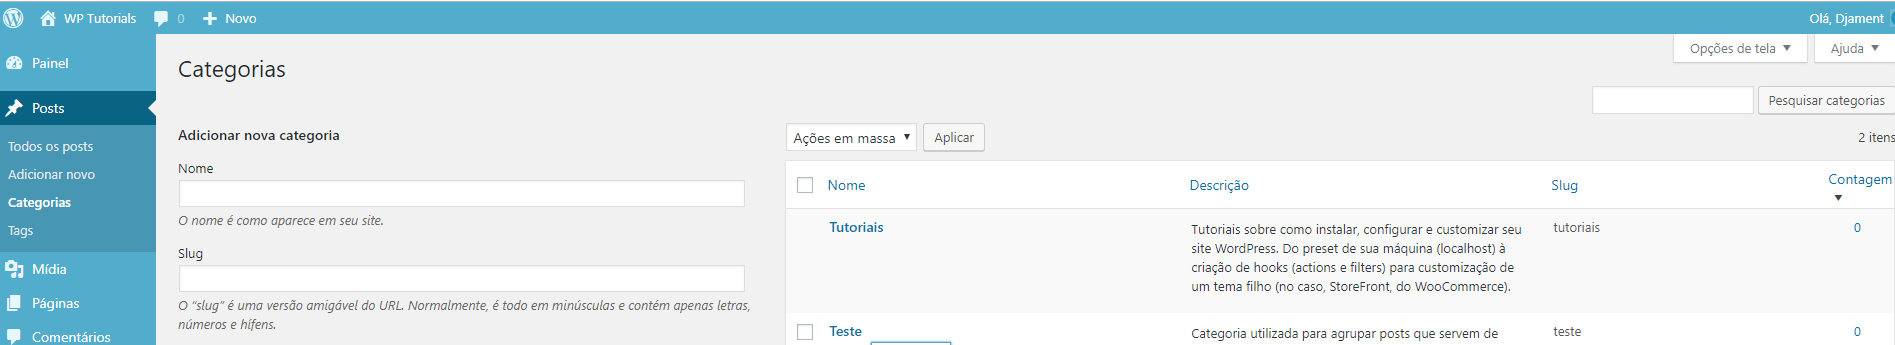 WP Tutorials 0 Novo Olá, Djament
Painel
Posts
Todos os posts
Adicionar novo
Categorias
Tags
Mídia
Páginas
Comentários
Categorias
Opções de tela
Ajuda
Pesquisar categorias
Adicionar nova categoria
Nome
O nome é como aparece em seu site.
Slug
O “slug” é uma versão amigável do URL. Normalmente, é todo em minúsculas e contém apenas letras,
números e hífens.
Ações em massa Aplicar
2 itens
Nome Descrição Slug Contagem
Tutoriais
Tutoriais sobre como instalar, configurar e customizar seu
site WordPress. Do preset de sua máquina (localhost) à
criação de hooks (actions e filters) para customização de
um tema filho (no caso, StoreFront, do WooCommerce).
tutoriais
0
Teste
Categoria utilizada para agrupar posts que servem de
teste
0